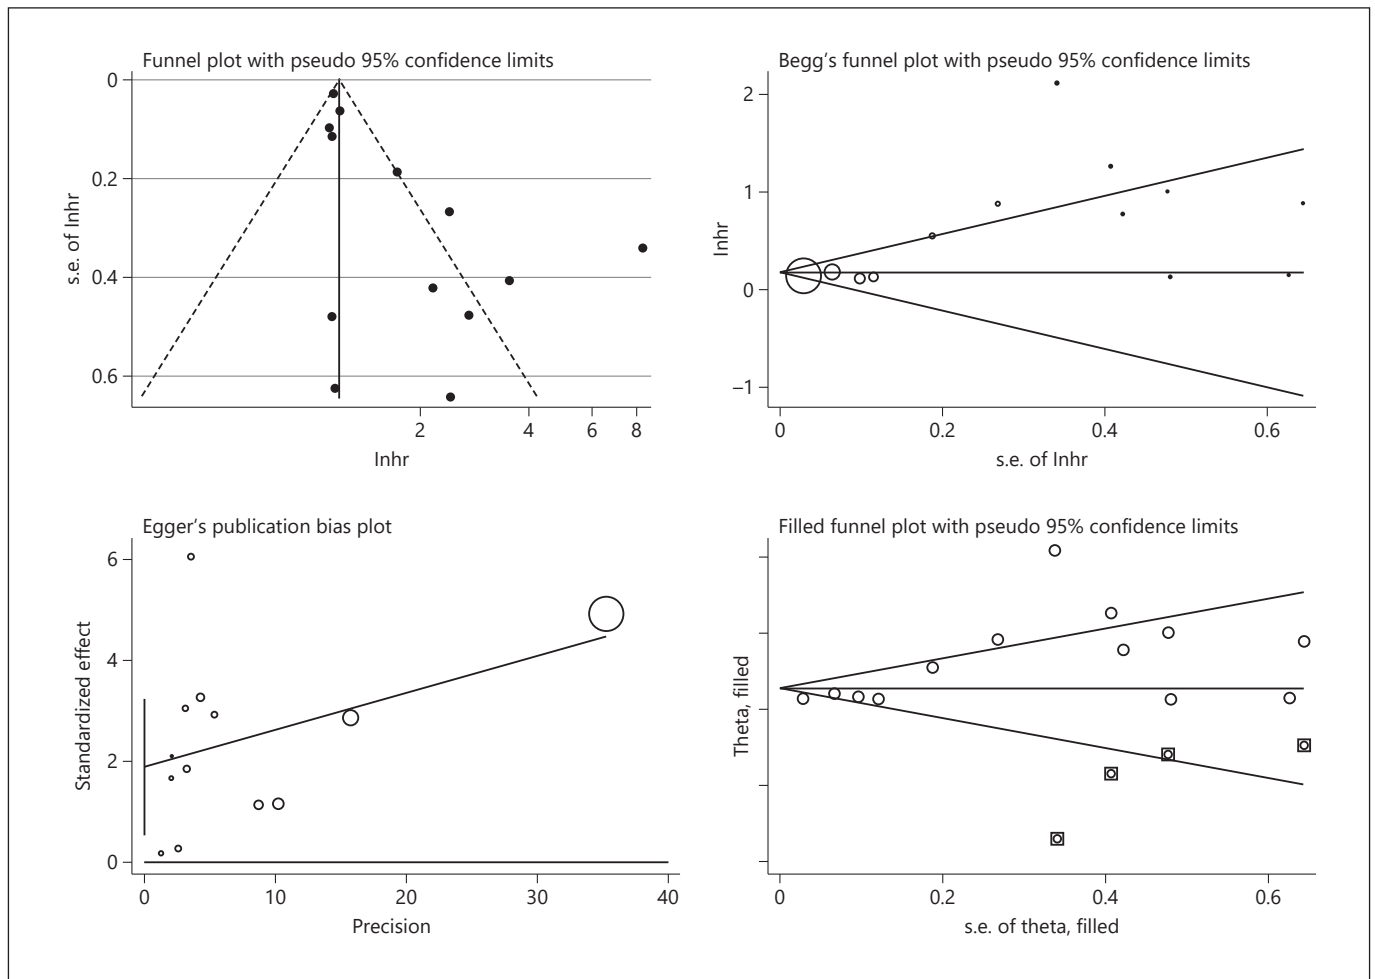 Funnel plot with pseudo 95% confidence limits
0
0.2
0.4
0.6
s.e. of lnhr
2 4 6 8
lnhr
Begg's funnel plot with pseudo 95% confidence limits
2
1
0
−1
lnhr
0 0.2 0.4 0.6
s.e. of lnhr
Egger's publication bias plot
6
4
2
0
Standardized effect
0 10 20 30 40
Precision
Filled funnel plot with pseudo 95% confidence limits
Theta, filled
0 0.2 0.4 0.6
s.e. of theta, filled